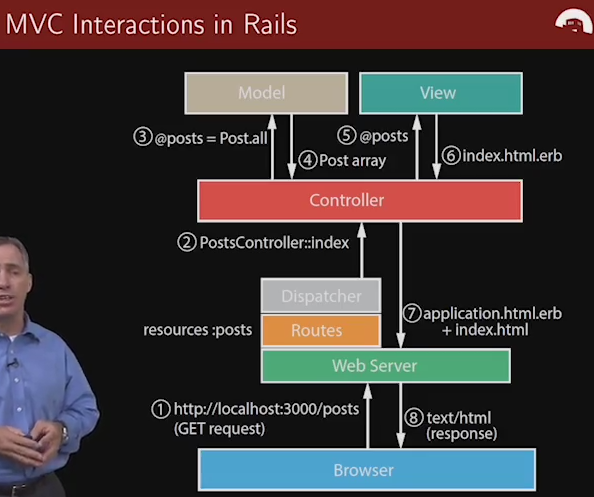 MVC Interactions in Rails
Model
View
③ @posts = Post.all
④ Post array
⑤ @posts
⑥ index.html.erb
Controller
② PostsController::index
Dispatcher
resources :posts
Routes
⑦ application.html.erb
+ index.html
Web Server
① http://localhost:3000/posts
(GET request)
⑧ text/html
(response)
Browser